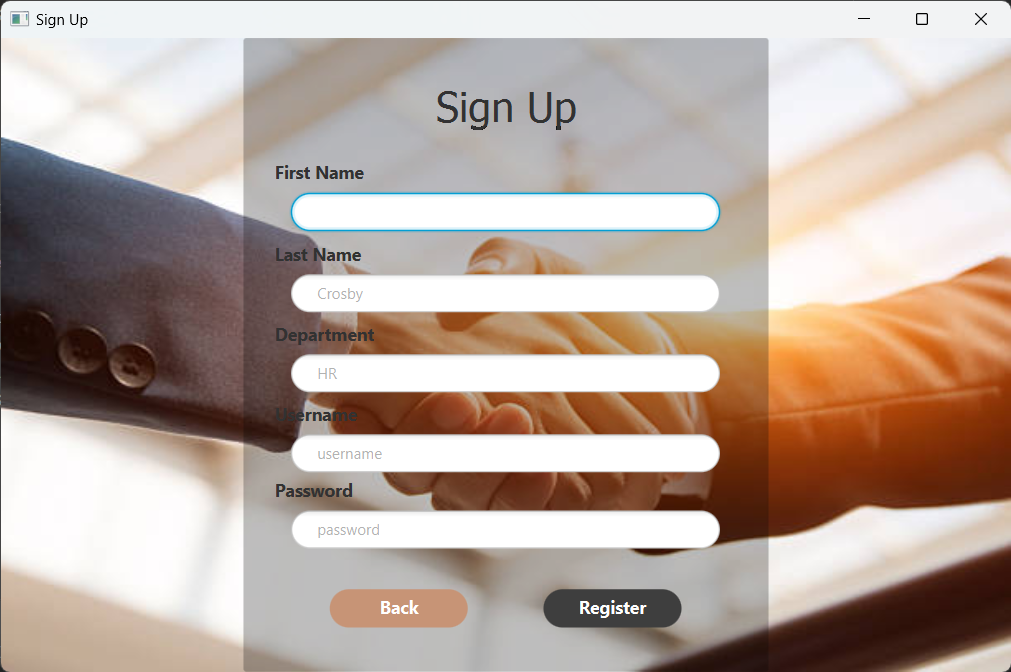 Sign Up
Sign Up
First Name
Last Name
Crosby
Department
HR
Username
username
Password
password
Back
Register